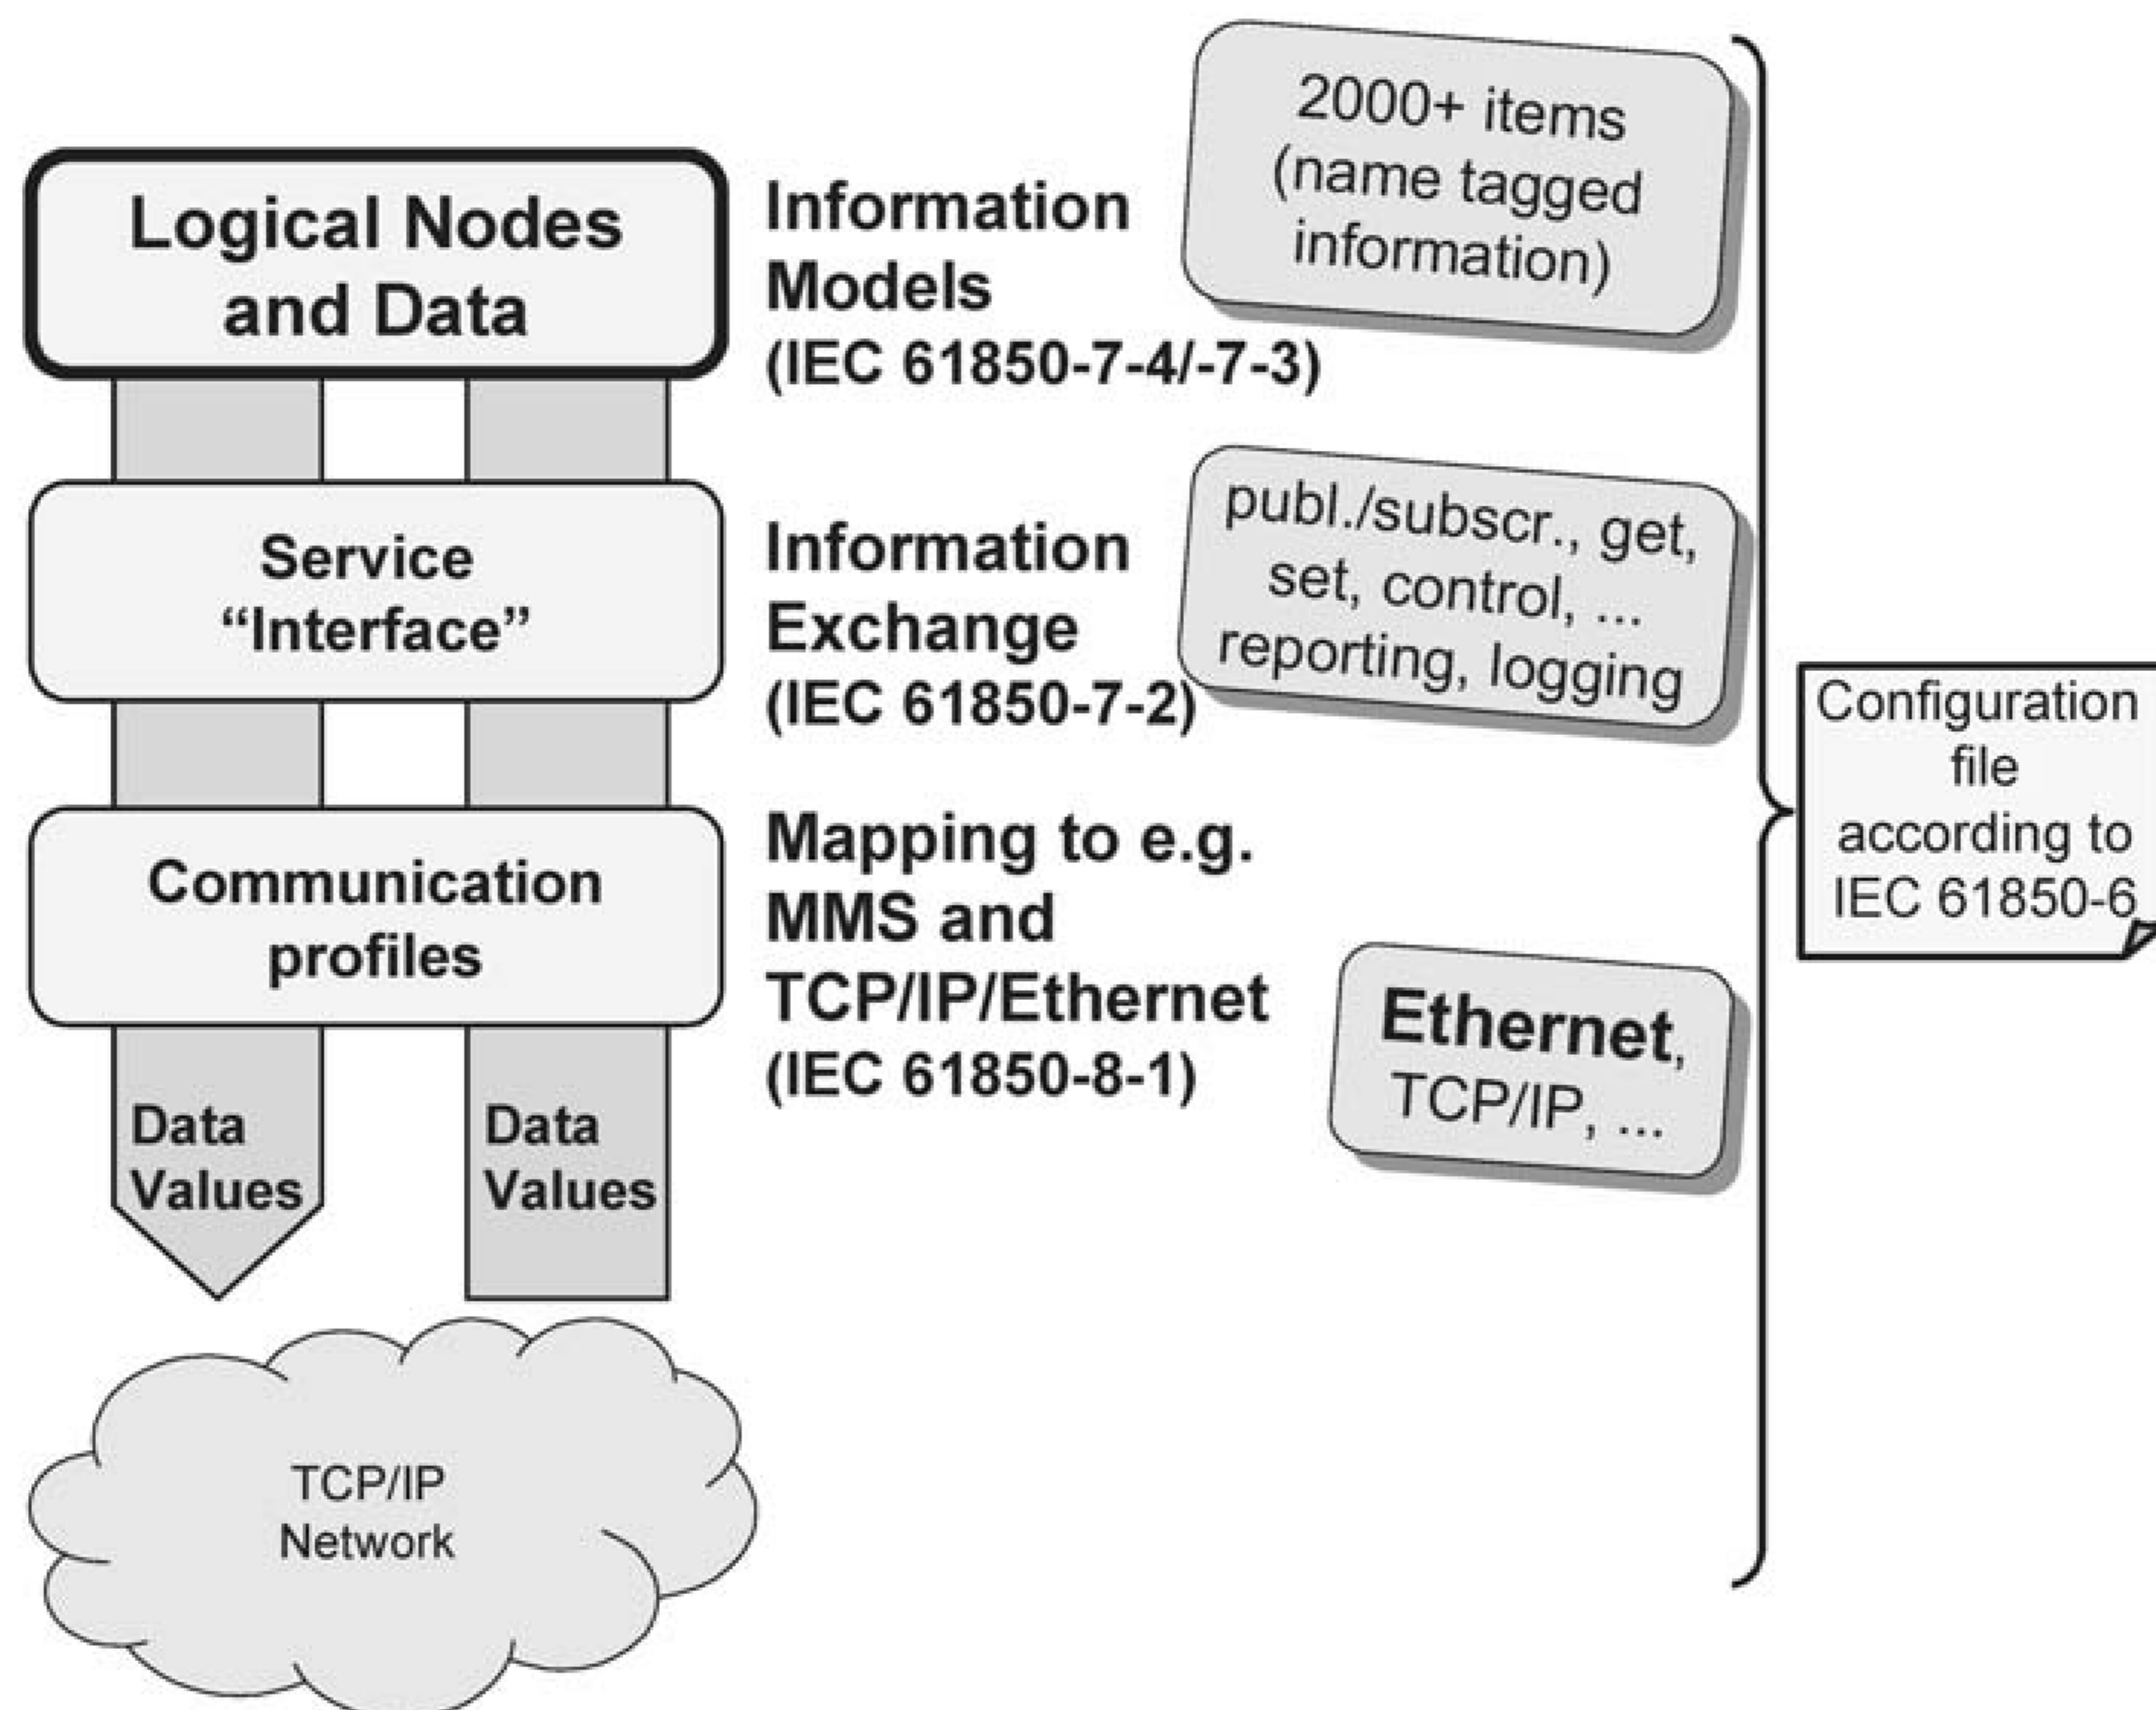 Logical Nodes
and Data
Information
Models
(IEC 61850-7-4/-7-3)
2000+ items
(name tagged
information)
Service
“Interface”
Information
Exchange
(IEC 61850-7-2)
publ./subscr., get,
set, control, ...
reporting, logging
Communication
profiles
Mapping to e.g.
MMS and
TCP/IP/Ethernet
(IEC 61850-8-1)
Ethernet,
TCP/IP, ...
Configuration
file
according to
IEC 61850-6
Data
Values
Data
Values
TCP/IP
Network